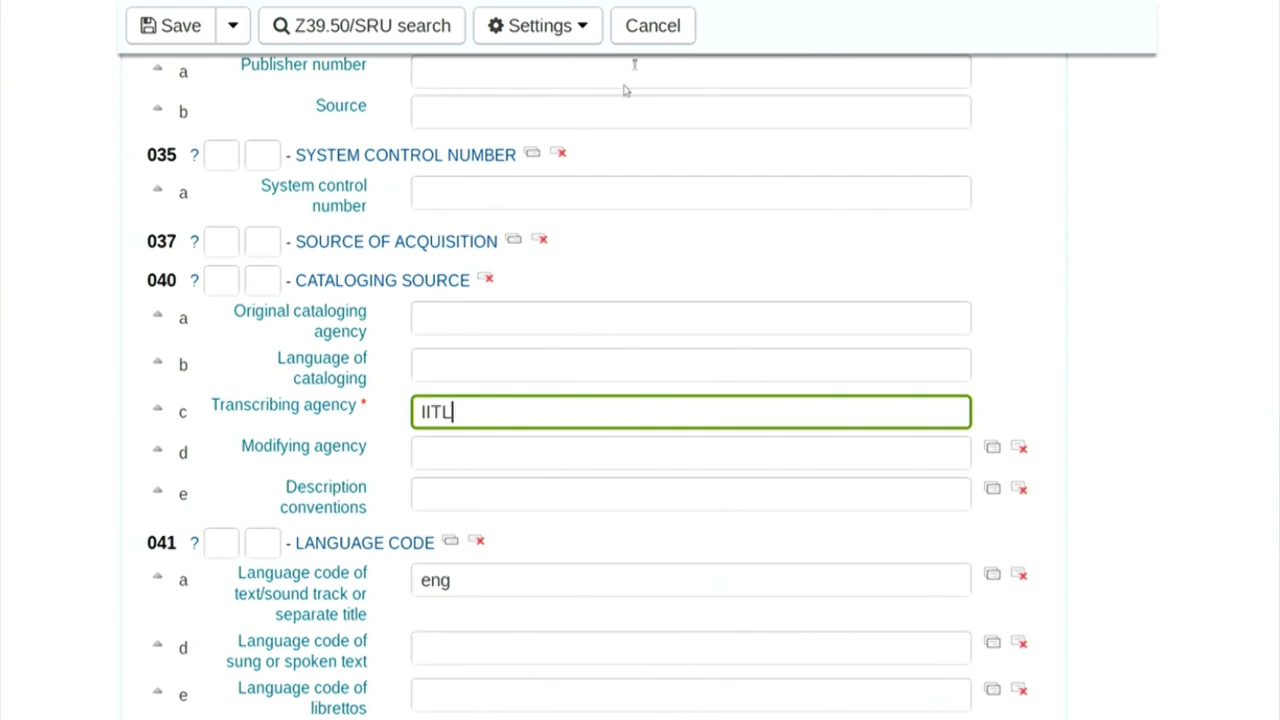 Save Z39.50/SRU search Settings Cancel
a Publisher number
b Source
035 ? - SYSTEM CONTROL NUMBER
a System control
number
037 ? - SOURCE OF ACQUISITION
040 ? - CATALOGING SOURCE
a Original cataloging
agency
b Language of
cataloging
c Transcribing agency * IITL
d Modifying agency
e Description
conventions
041 ? - LANGUAGE CODE
a Language code of eng
text/sound track or
separate title
d Language code of
sung or spoken text
e Language code of
librettos